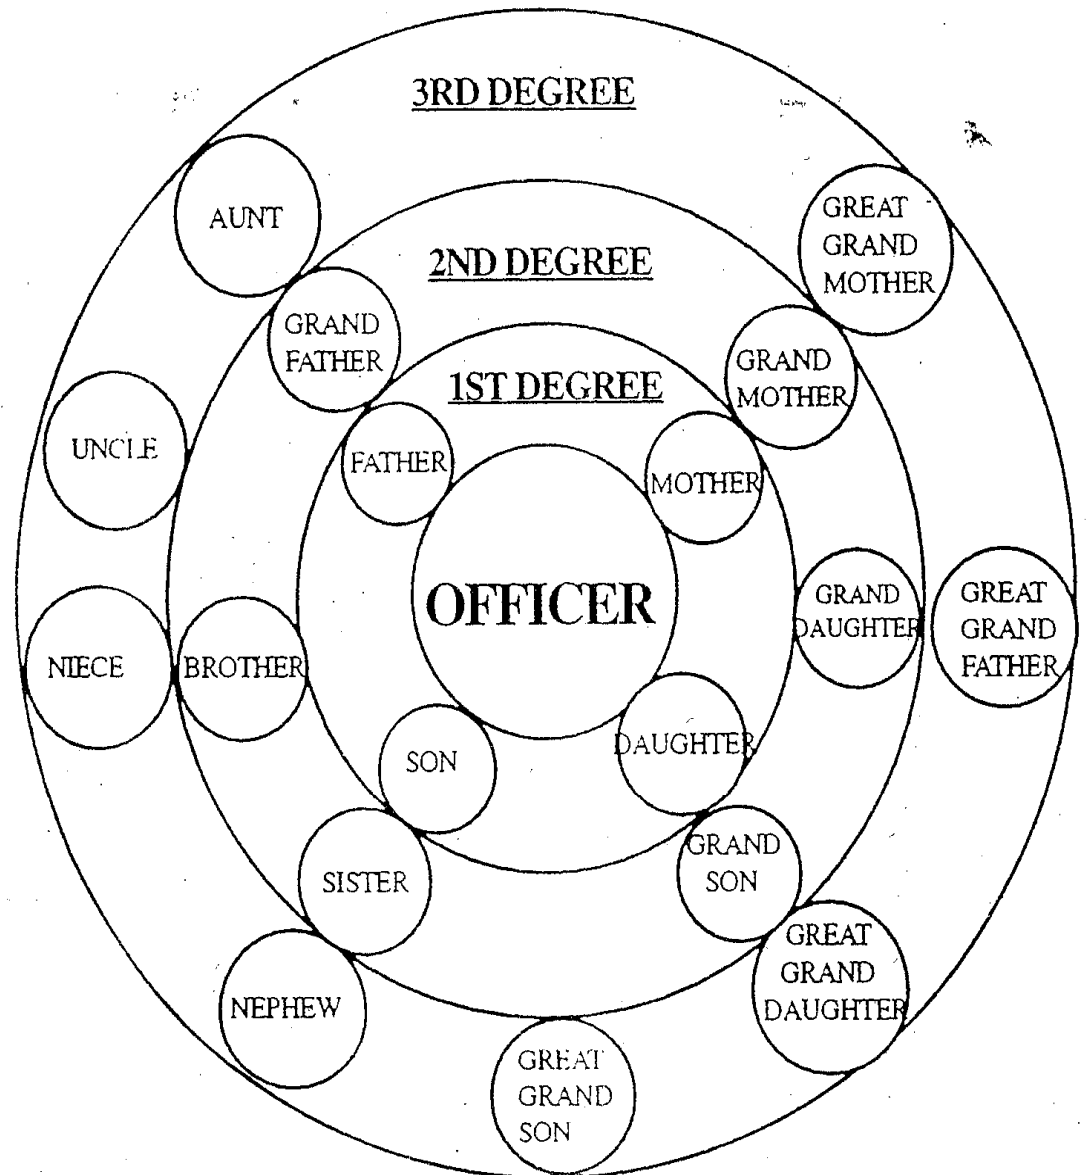 3RD DEGREE
AUNT
GREAT
GRAND
MOTHER
2ND DEGREE
GRAND
FATHER
GRAND
MOTHER
1ST DEGREE
UNCLE
FATHER
MOTHER
OFFICER
GRAND
DAUGHTER
GREAT
GRAND
FATHER
NIECE
BROTHER
SON
DAUGHTER
SISTER
GRAND
SON
GREAT
GRAND
DAUGHTER
NEPHEW
GREAT
GRAND
SON